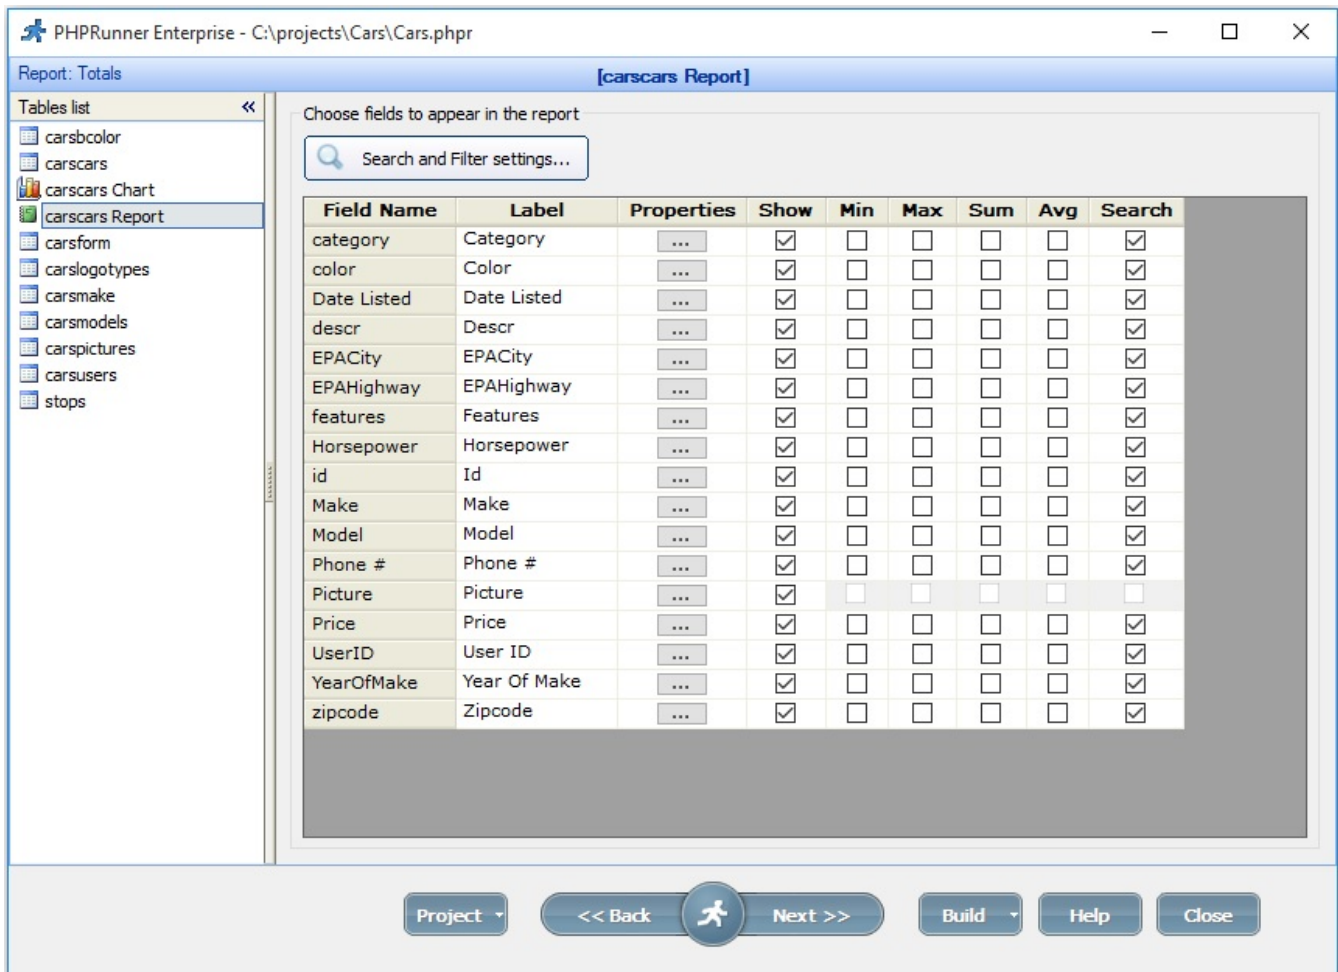 PHPRunner Enterprise - C:\projects\Cars\Cars.phpr
Report: Totals
[carscars Report]
Tables list «
carsbcolor
carscars
carscars Chart
carscars Report
carsform
carslogotypes
carsmake
carsmodels
carspictures
carsusers
stops
Choose fields to appear in the report
Search and Filter settings...
Field Name Label Properties Show Min Max Sum Avg Search
category Category ...
color Color ...
Date Listed Date Listed ...
descr Descr ...
EPACity EPACity ...
EPAHighway EPAHighway ...
features Features ...
Horsepower Horsepower ...
id Id ...
Make Make ...
Model Model ...
Phone # Phone # ...
Picture Picture ...
Price Price ...
UserID User ID ...
YearOfMake Year Of Make ...
zipcode Zipcode ...
Project << Back Next >> Build Help Close